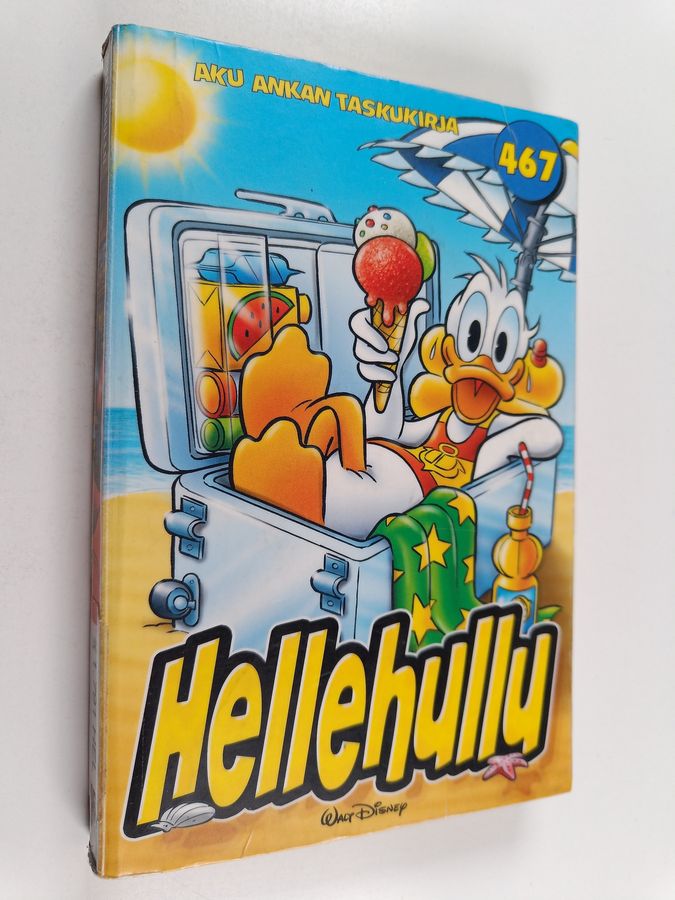 AKU ANKAN TASKUKIRJA
467
Hellehullu
WALT DISNEY